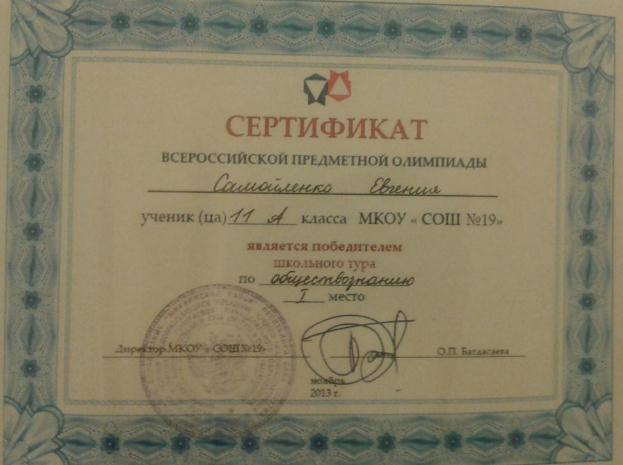 СЕРТИФИКАТ
ВСЕРОССИЙСКОЙ ПРЕДМЕТНОЙ ОЛИМПИАДЫ
Самойленко Евгения
ученик (ца) 11 А класса МКОУ « СОШ №19»
является победителем
школьного тура
по обществознанию
I место
Директор МКОУ « СОШ №19» О.П. Багдасаева
ноябрь
2013 г.